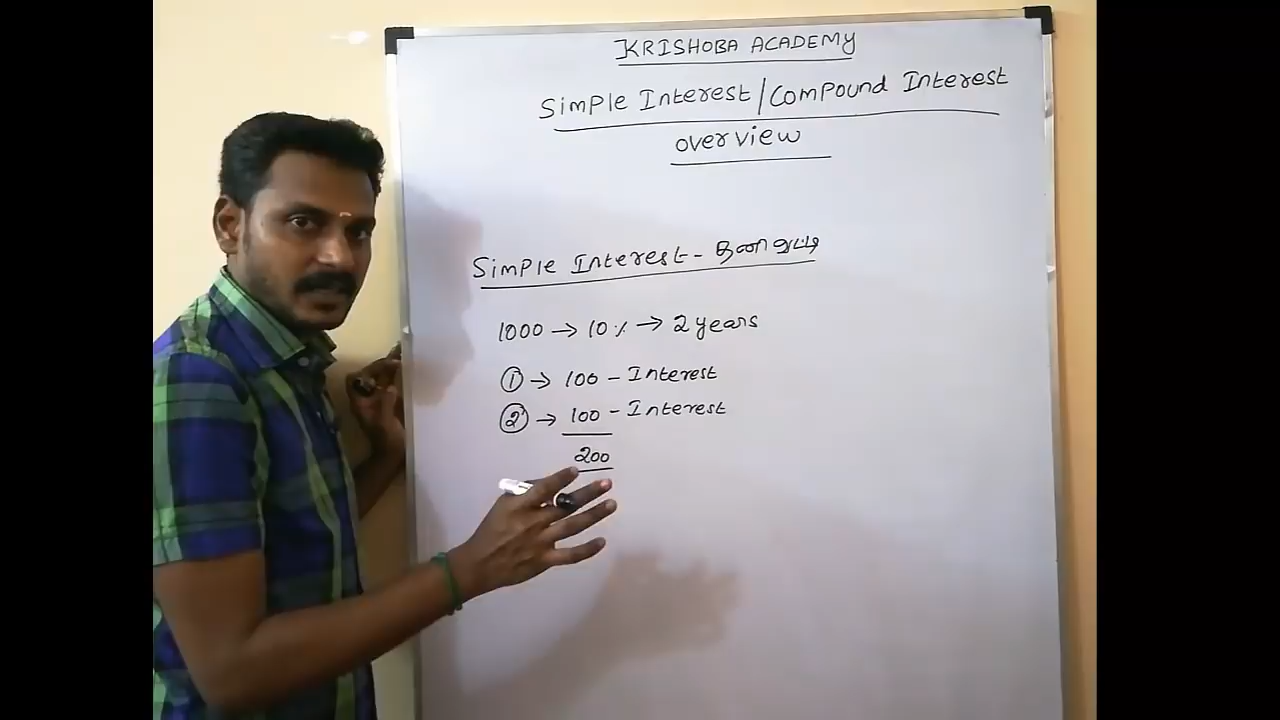 KRISHOBA ACADEMY
Simple Interest/Compound Interest
overview
Simple Interest - தனிவட்டி
1000 → 10% → 2 years
① → 100 - Interest
② → 100 - Interest
200